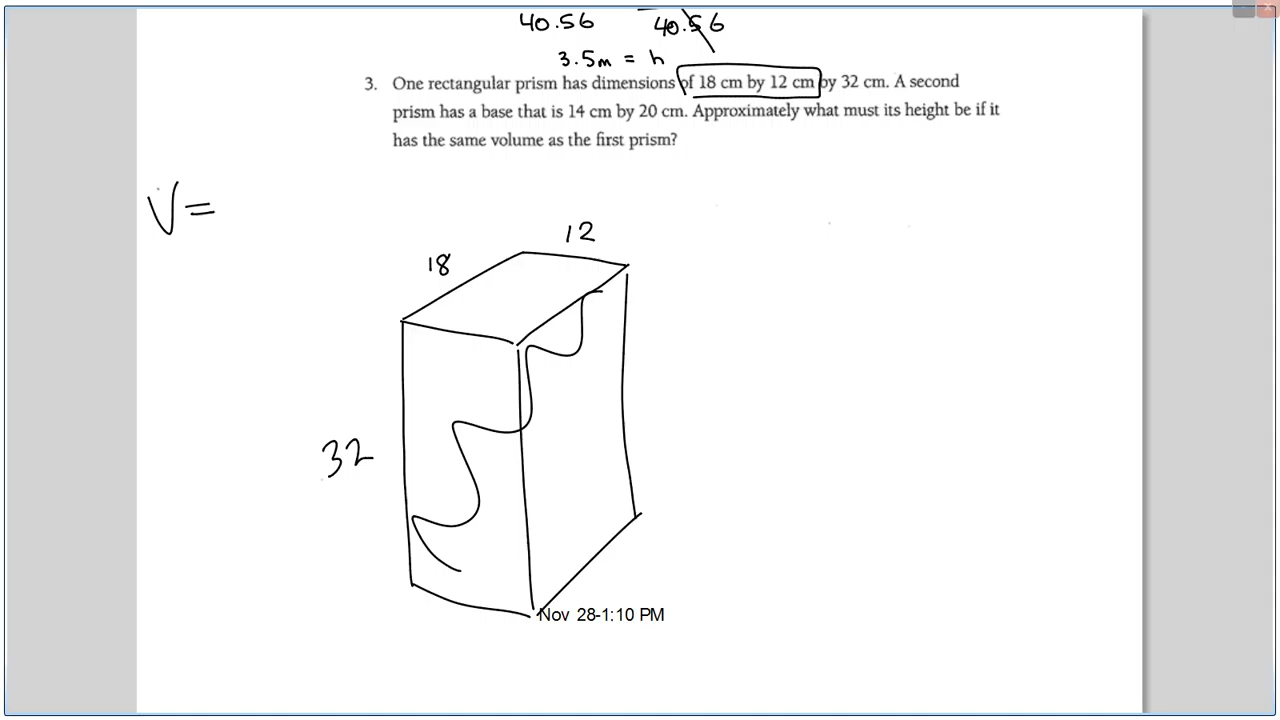 40.56 40.56
3.5m = h
3. One rectangular prism has dimensions of 18 cm by 12 cm by 32 cm. A second
prism has a base that is 14 cm by 20 cm. Approximately what must its height be if it
has the same volume as the first prism?
V=
12
18
32
Nov 28-1:10 PM